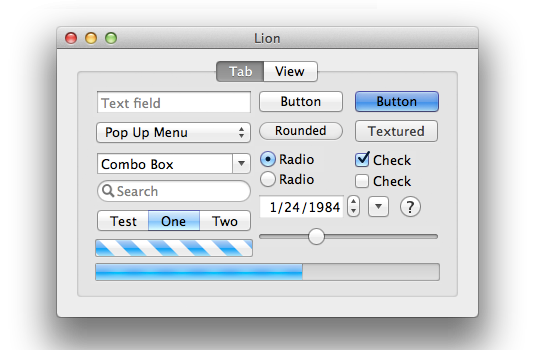 Lion
Tab View
Text field Button Button
Pop Up Menu Rounded Textured
Combo Box Radio Check
Search Radio Check
Test One Two 1/24/1984 ?